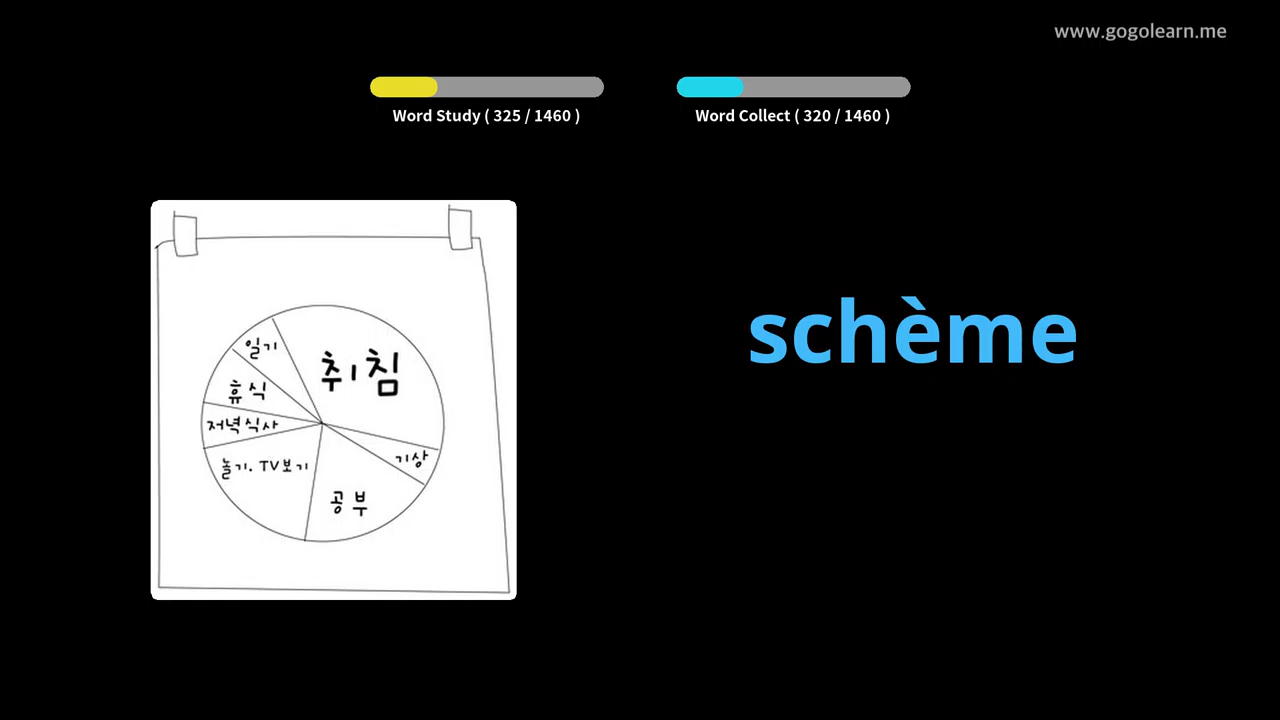 www.gogolearn.me
Word Study ( 325 / 1460 )
Word Collect ( 320 / 1460 )
일기
취침
휴식
저녁식사
놀기. TV보기
기상
공부
schème